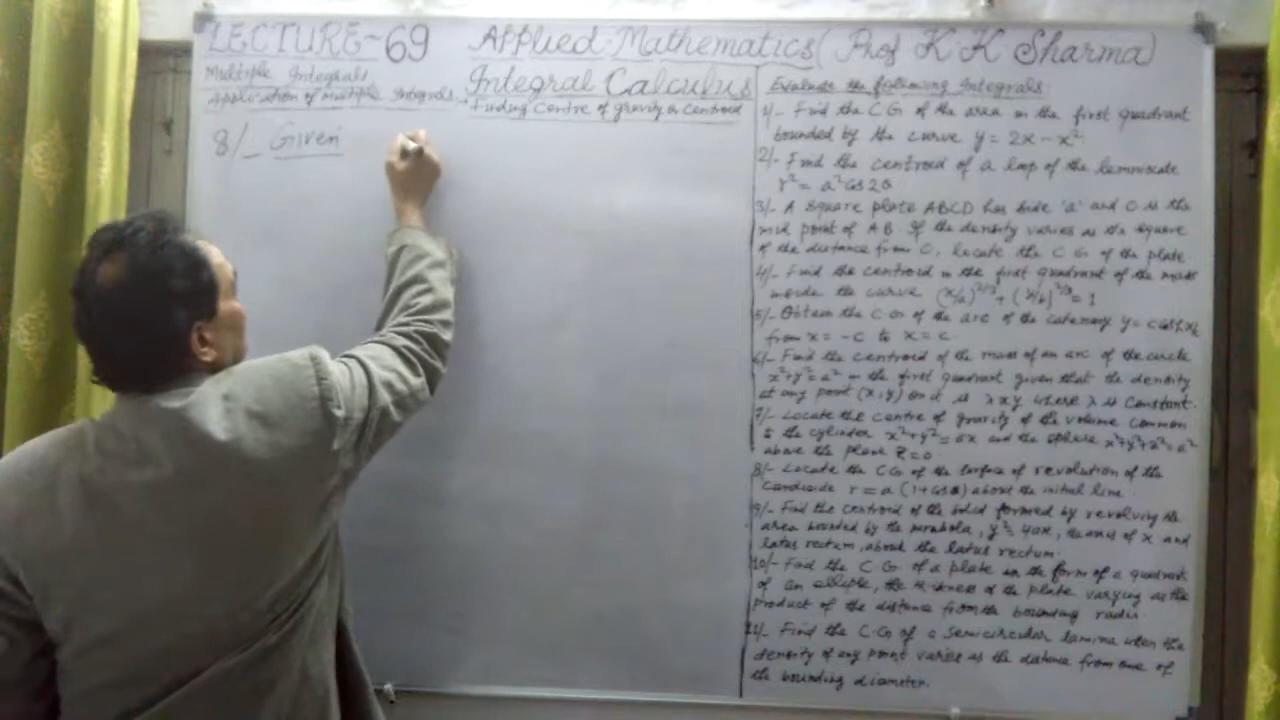 LECTURE-69 Applied-Mathematics (Prof K K Sharma)
Multiple Integrals
Integral Calculus
Application of multiple Integrals - Finding Centre of gravity or Centroid
8/- Given
Evaluate the following Integrals
1/- Find the C G of the area in the first quadrant
bounded by the curve y = 2x - x²
2/- Find the centroid of a loop of the lemniscate
r² = a² cos 2θ
3/- A square plate ABCD has side 'a' and O is the
mid point of AB. If the density varies as the square
of the distance from O, locate the C G of the plate.
4/- Find the centroid in the first quadrant of the mass
inside the curve (x/a)^2/3 + (y/b)^2/3 = 1
5/- Obtain the C G of the arc of the catenary y = c cosh x/c
from x = -c to x = c
6/- Find the centroid of the mass of an arc of the circle
x²+y²=a² in the first quadrant given that the density
at any point (x,y) on it is λxy where λ is constant.
7/- Locate the centre of gravity of the volume common
to the cylinder x²+y²=ax and the sphere x²+y²+z²=a²
above the plane z=0
8/- Locate the C G of the surface of revolution of the
cardioide r = a (1+cosθ) about the initial line.
9/- Find the centroid of the solid formed by revolving the
area bounded by the parabola, y²=4ax, the axis of x and
latus rectum, about the latus rectum.
10/- Find the C G of a plate in the form of a quadrant
of an ellipse, the thickness of the plate varying as the
product of the distance from the bounding radii.
11/- Find the C G of a semicircular lamina when the
density of any point varies as the distance from one of
the bounding diameter.